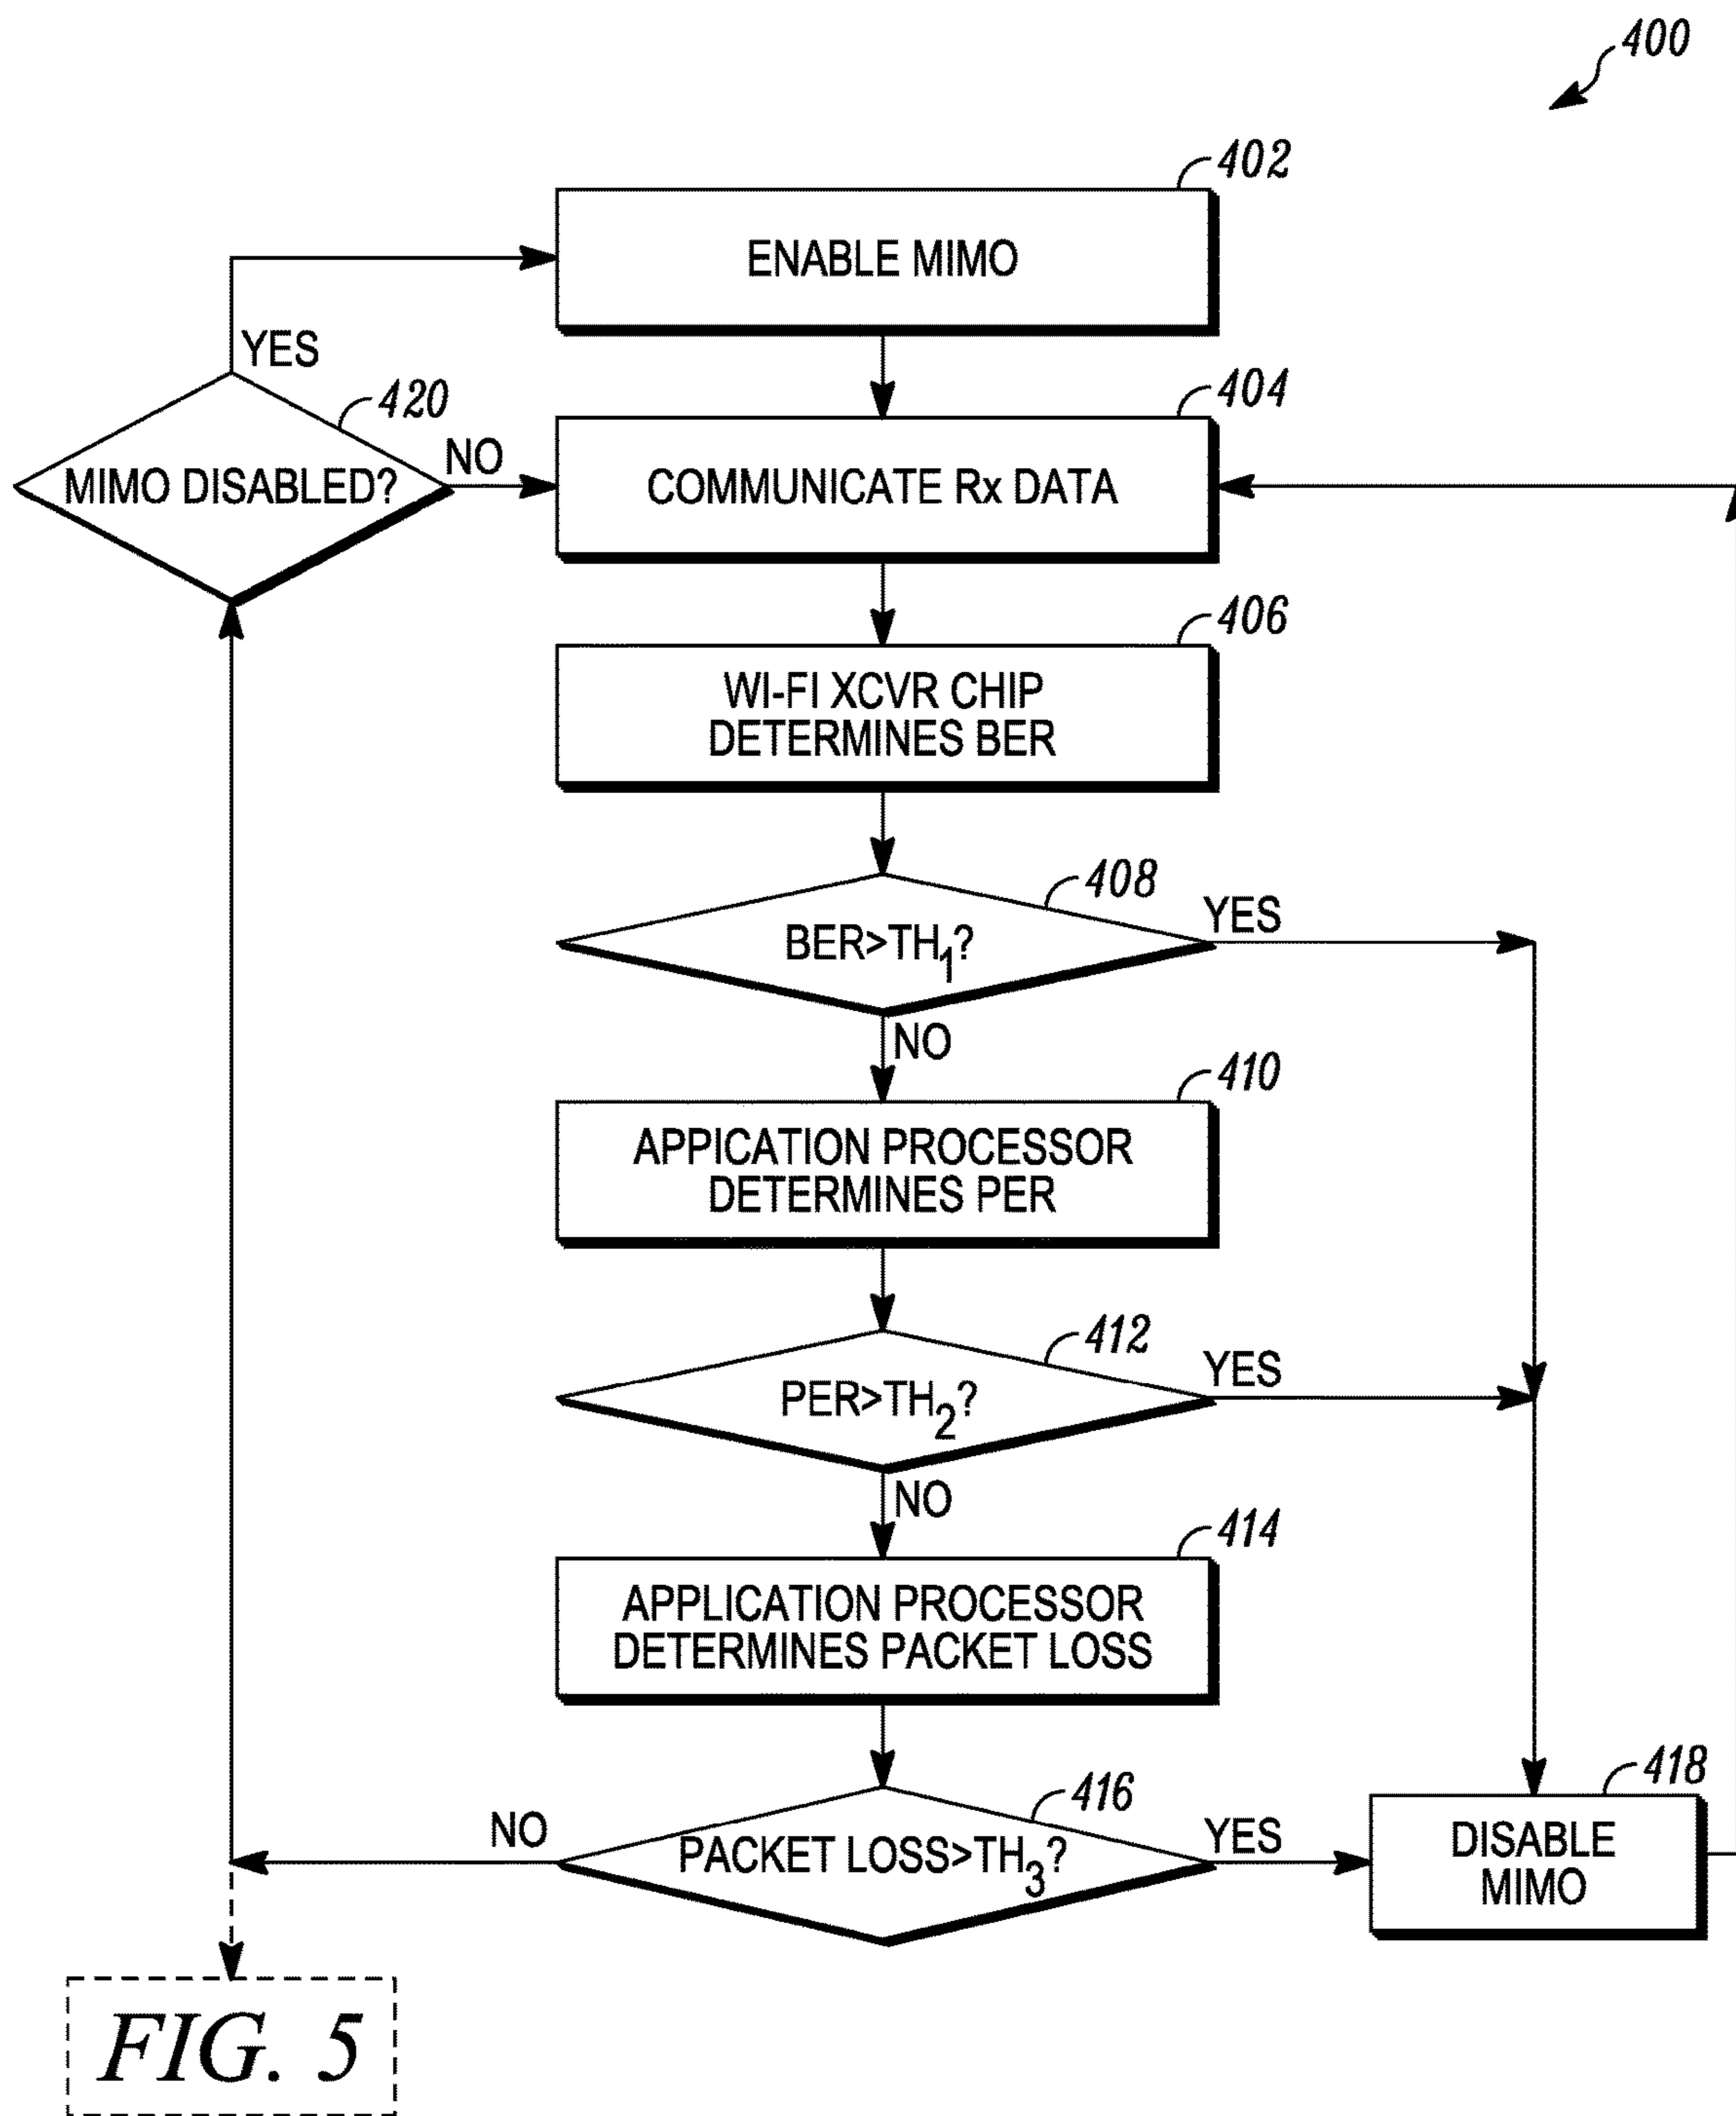 400
402
ENABLE MIMO
YES
420
404
MIMO DISABLED?
NO
COMMUNICATE Rx DATA
406
WI-FI XCVR CHIP
DETERMINES BER
408
BER>TH1?
YES
NO
410
APPICATION PROCESSOR
DETERMINES PER
412
PER>TH2?
YES
NO
414
APPLICATION PROCESSOR
DETERMINES PACKET LOSS
416
NO
PACKET LOSS>TH3?
YES
418
DISABLE
MIMO
FIG. 5